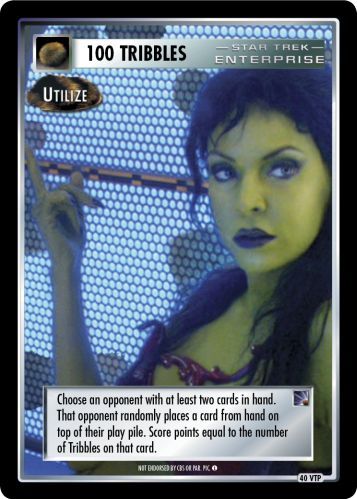 100 TRIBBLES
STAR TREK
ENTERPRISE
UTILIZE
Choose an opponent with at least two cards in hand.
That opponent randomly places a card from hand on
top of their play pile. Score points equal to the number
of Tribbles on that card.
NOT ENDORSED BY CBS OR PAR. PIC
40 VTP